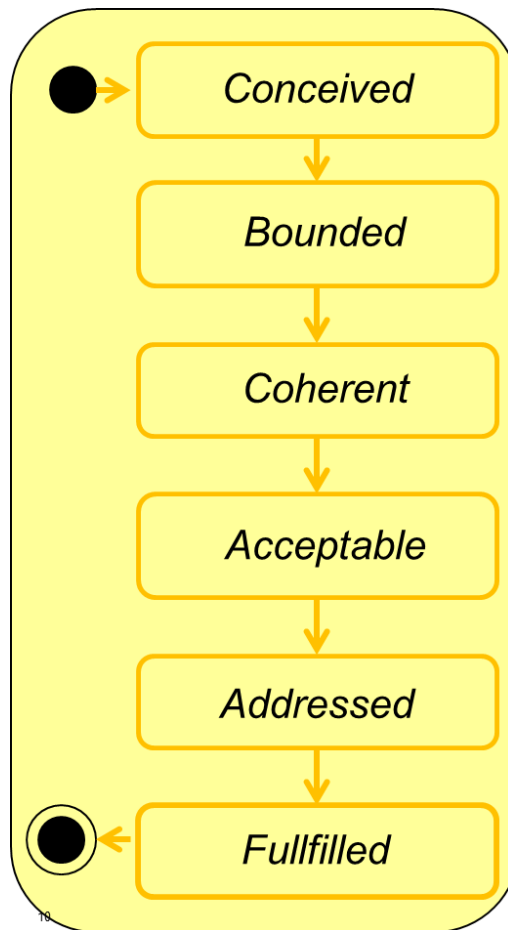 Conceived
Bounded
Coherent
Acceptable
Addressed
Fullfilled
10